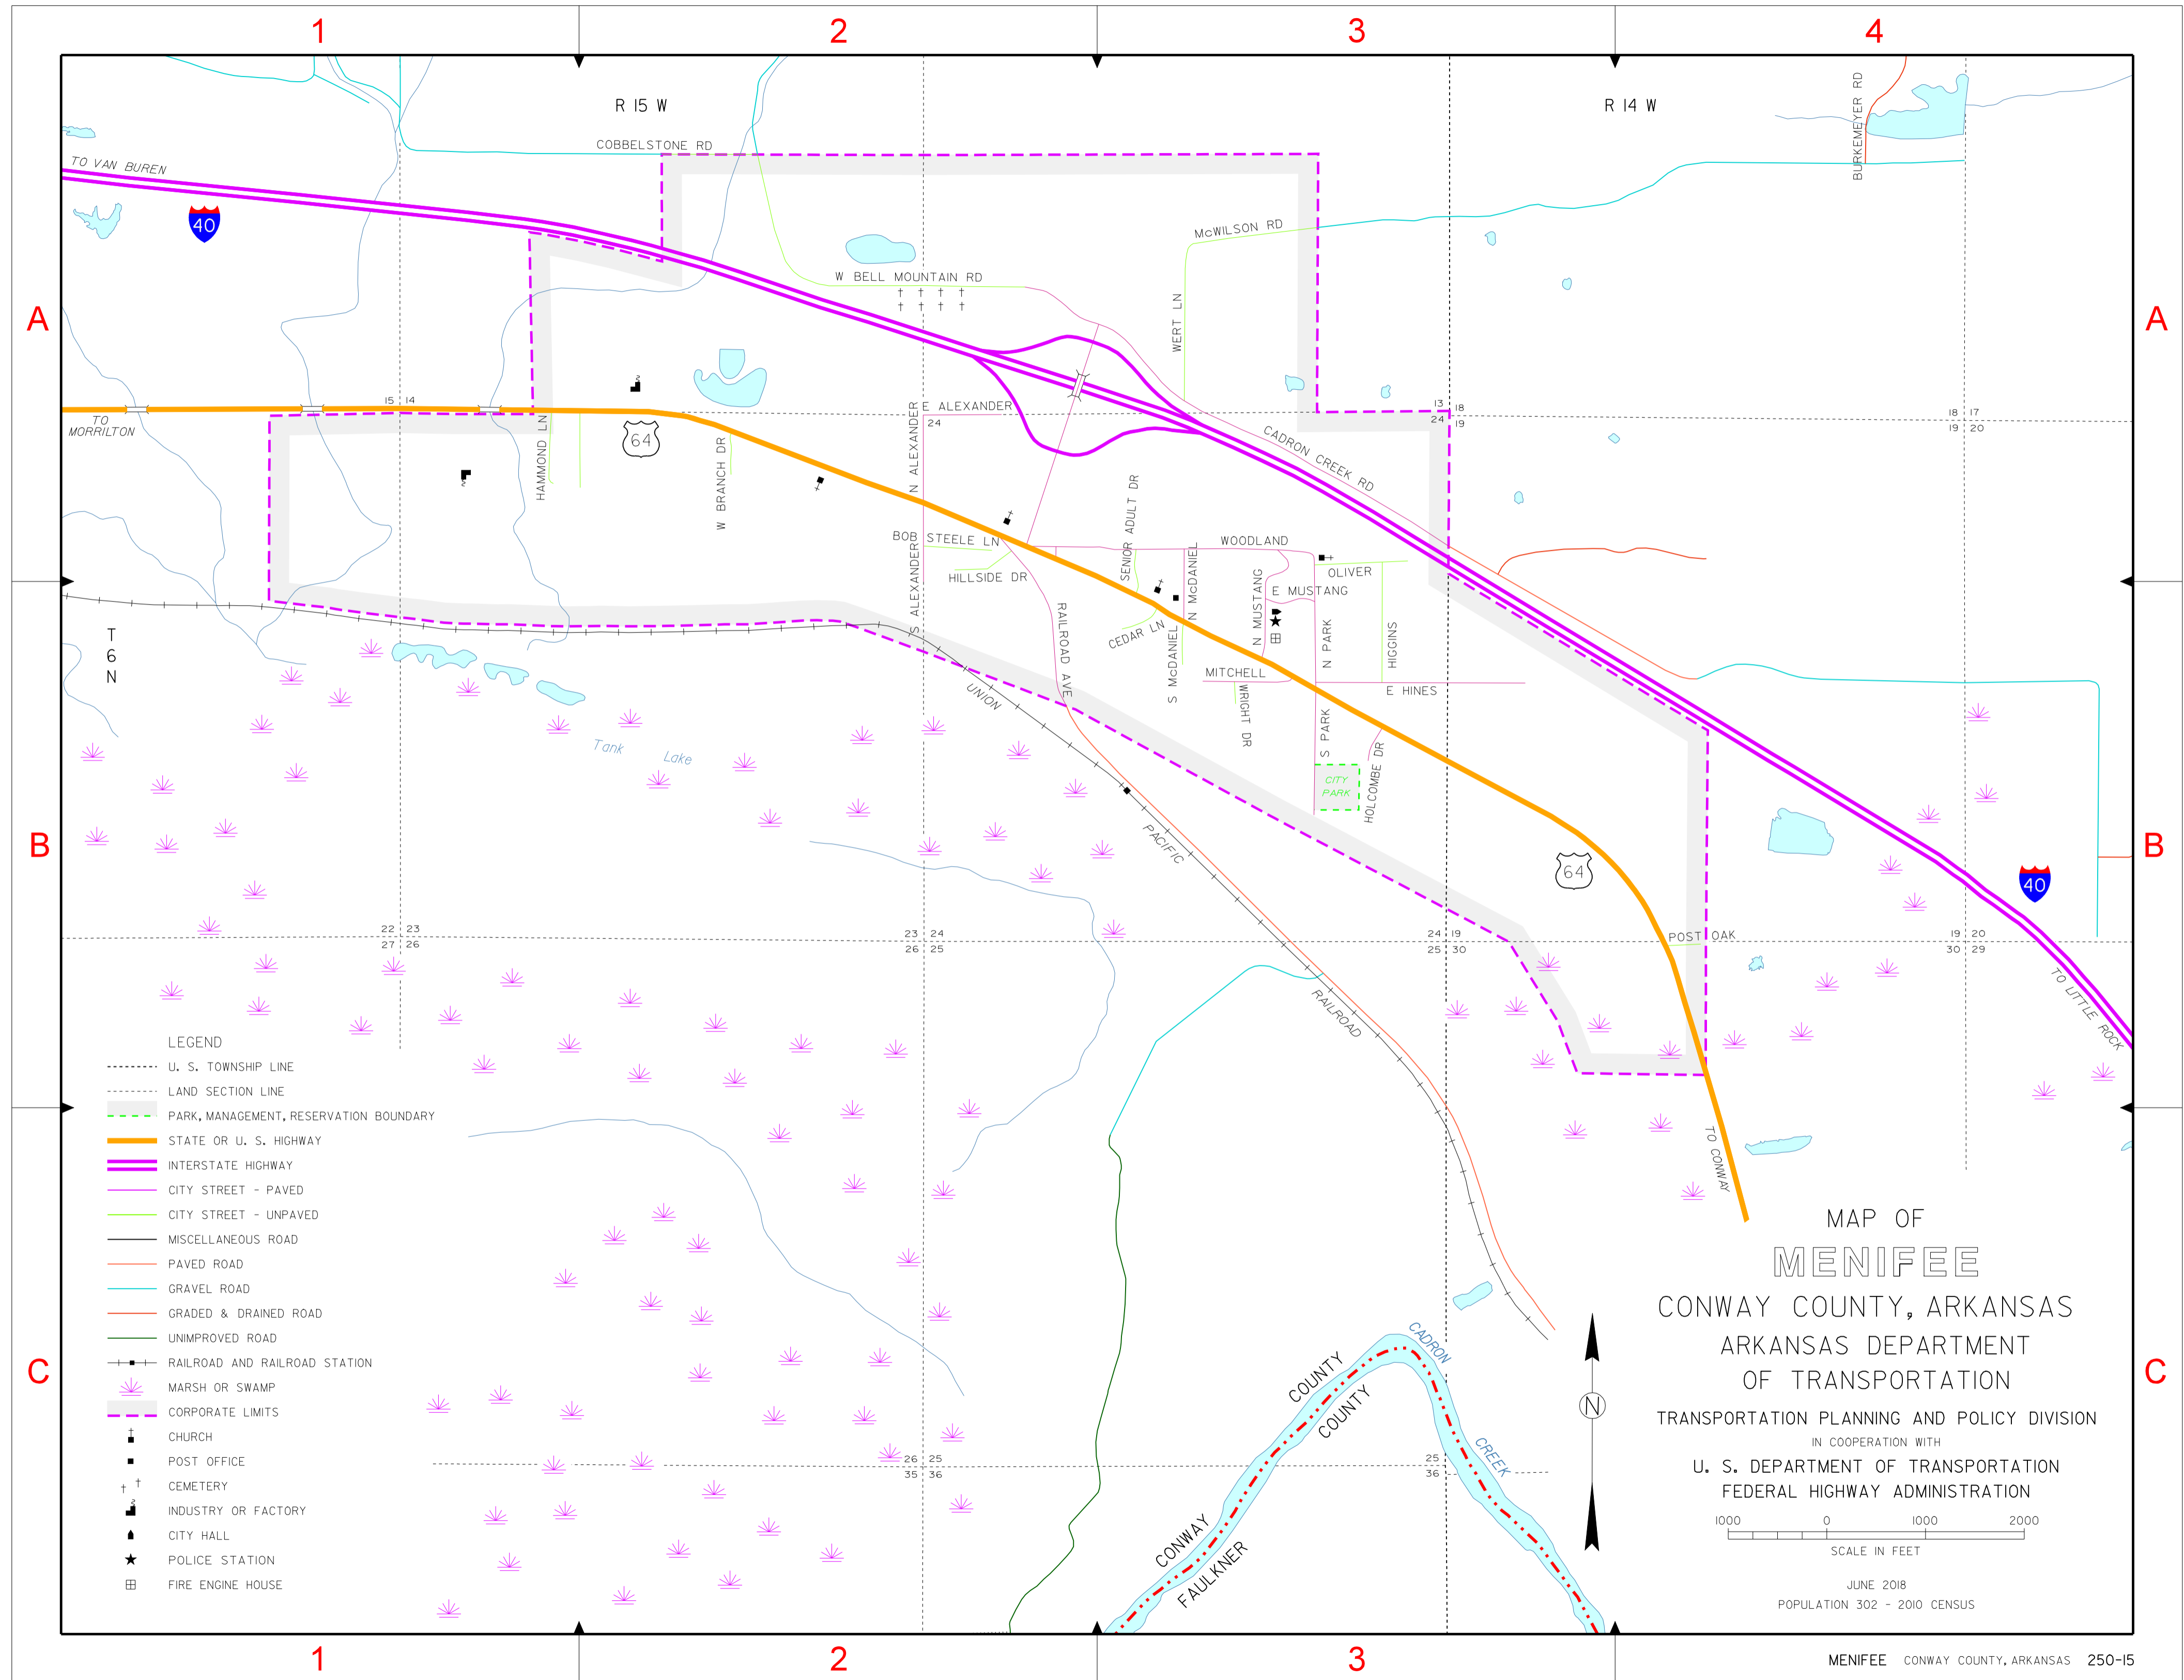 1
2
3
4
R 15 W
R 14 W
BURKEMEYER RD
COBBELSTONE RD
TO VAN BUREN
40
McWILSON RD
W BELL MOUNTAIN RD
WERT LN
A
A
15 14
TO
MORRILTON
E ALEXANDER
24
13 18
24 19
18 17
19 20
64
HAMMOND LN
W BRANCH DR
N ALEXANDER
CADRON CREEK RD
SENIOR ADULT DR
BOB STEELE LN
WOODLAND
HILLSIDE DR
S ALEXANDER
N McDANIEL
OLIVER
E MUSTANG
N MUSTANG
CEDAR LN
RAILROAD AVE
S McDANIEL
N PARK
HIGGINS
T
6
N
MITCHELL
WRIGHT DR
E HINES
UNION
S PARK
HOLCOMBE DR
CITY
PARK
Tank Lake
PACIFIC
B
B
64
40
22 23
27 26
23 24
26 25
24 19
25 30
POST OAK
19 20
30 29
RAILROAD
TO LITTLE ROCK
TO CONWAY
LEGEND
U. S. TOWNSHIP LINE
LAND SECTION LINE
PARK, MANAGEMENT, RESERVATION BOUNDARY
STATE OR U. S. HIGHWAY
INTERSTATE HIGHWAY
CITY STREET - PAVED
CITY STREET - UNPAVED
MISCELLANEOUS ROAD
PAVED ROAD
GRAVEL ROAD
GRADED & DRAINED ROAD
UNIMPROVED ROAD
RAILROAD AND RAILROAD STATION
MARSH OR SWAMP
CORPORATE LIMITS
CHURCH
POST OFFICE
CEMETERY
INDUSTRY OR FACTORY
CITY HALL
POLICE STATION
FIRE ENGINE HOUSE
C
C
26 25
35 36
25
36
CADRON
CREEK
CONWAY COUNTY
FAULKNER COUNTY
N
MAP OF
MENIFEE
CONWAY COUNTY, ARKANSAS
ARKANSAS DEPARTMENT
OF TRANSPORTATION
TRANSPORTATION PLANNING AND POLICY DIVISION
IN COOPERATION WITH
U. S. DEPARTMENT OF TRANSPORTATION
FEDERAL HIGHWAY ADMINISTRATION
1000 0 1000 2000
SCALE IN FEET
JUNE 2018
POPULATION 302 - 2010 CENSUS
1
2
3
MENIFEE CONWAY COUNTY, ARKANSAS 250-15